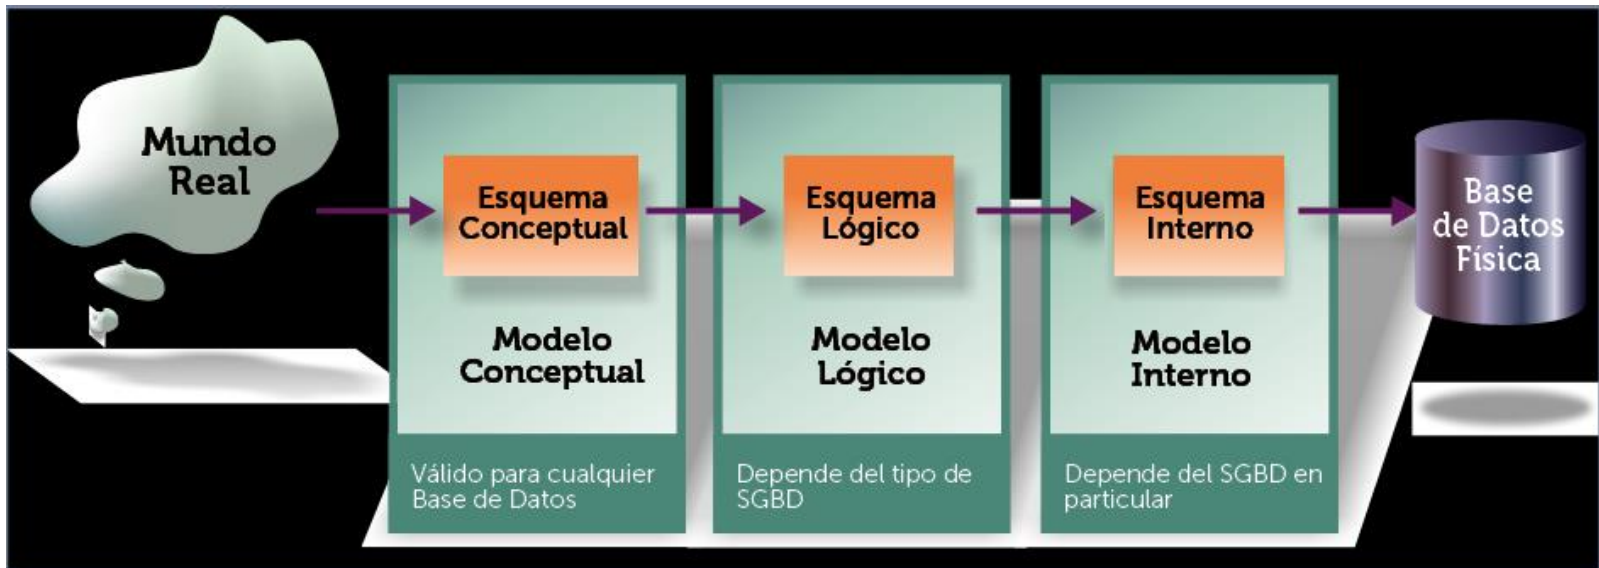 Mundo
Real
Esquema
Conceptual
Modelo
Conceptual
Válido para cualquier
Base de Datos
Esquema
Lógico
Modelo
Lógico
Depende del tipo de
SGBD
Esquema
Interno
Modelo
Interno
Depende del SGBD en
particular
Base
de Datos
Física